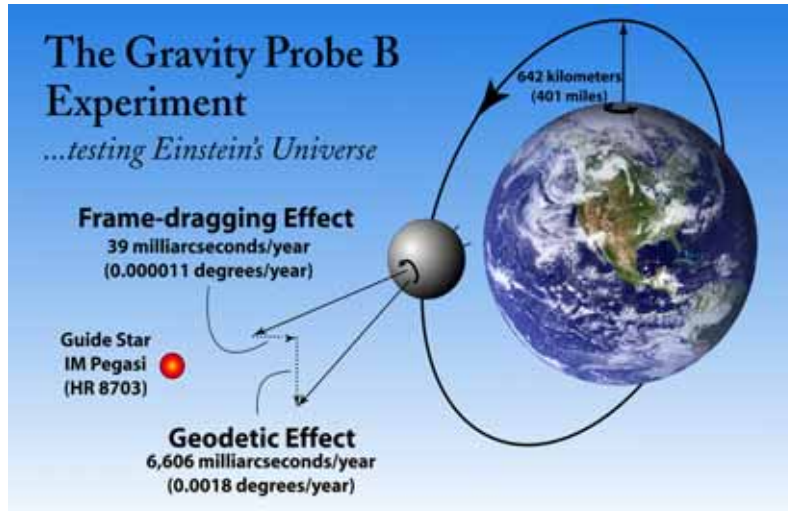 The Gravity Probe B
Experiment
...testing Einstein's Universe
642 kilometers
(401 miles)
Frame-dragging Effect
39 milliarcseconds/year
(0.000011 degrees/year)
Guide Star
IM Pegasi
(HR 8703)
Geodetic Effect
6,606 milliarcseconds/year
(0.0018 degrees/year)